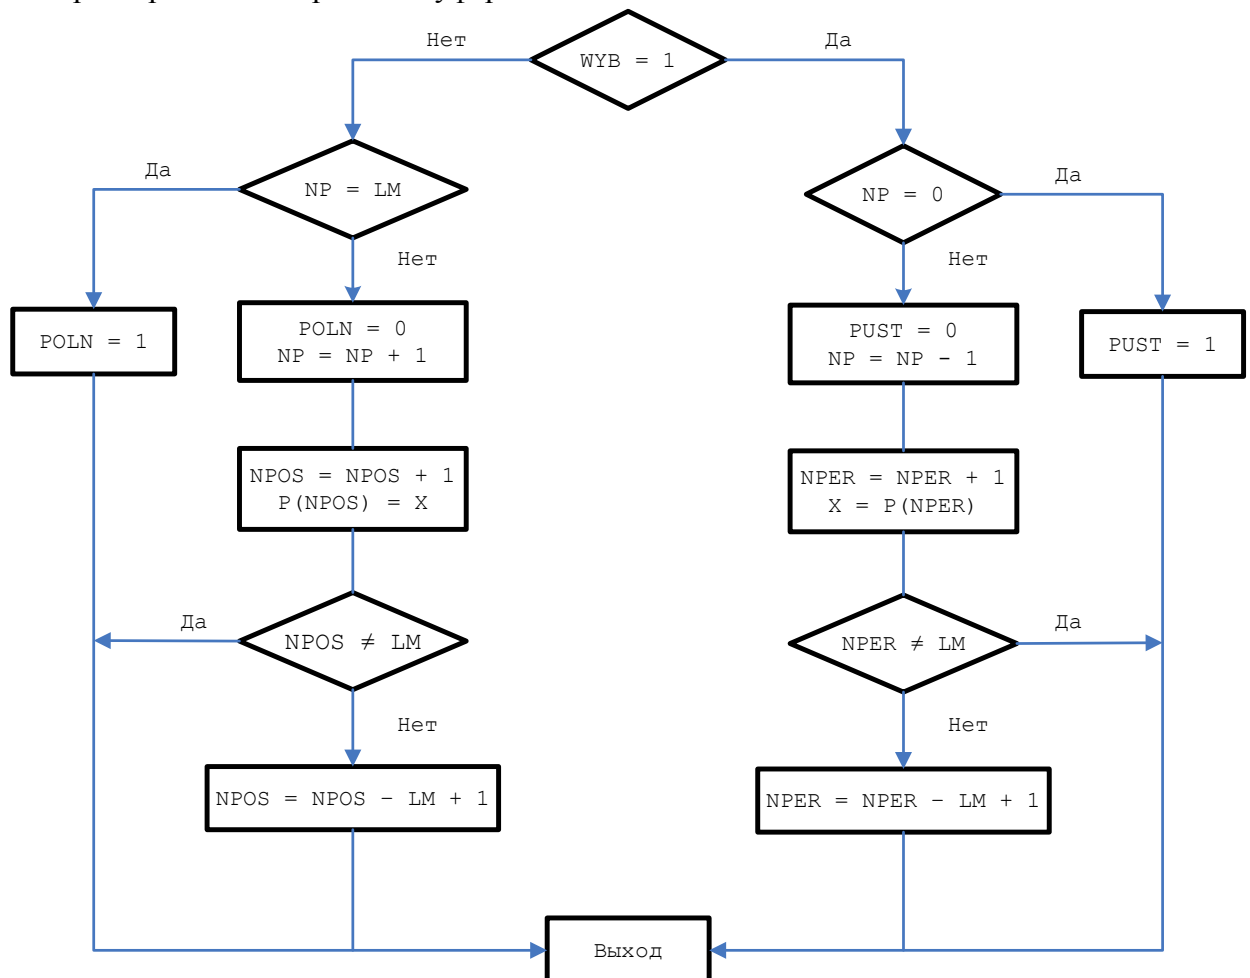 Нет
Да
WYB = 1
Да
NP = LM
NP = 0
Да
Нет
Нет
POLN = 1
POLN = 0
NP = NP + 1
PUST = 0
NP = NP - 1
PUST = 1
NPOS = NPOS + 1
P(NPOS) = X
NPER = NPER + 1
X = P(NPER)
Да
NPOS ≠ LM
NPER ≠ LM
Да
Нет
Нет
NPOS = NPOS – LM + 1
NPER = NPER – LM + 1
Выход